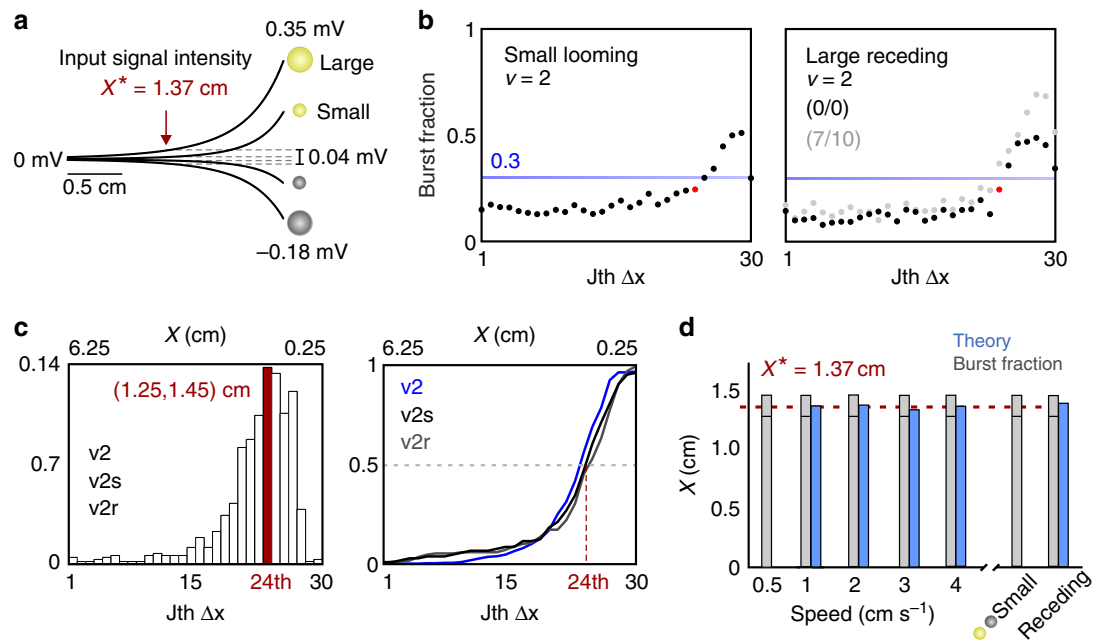 a
0.35 mV
Input signal intensity
Large
X* = 1.37 cm
Small
0 mV
0.04 mV
0.5 cm
–0.18 mV
b
Burst fraction
1
0.5
0
Small looming
v = 2
0.3
1
30
Jth Δx
Large receding
v = 2
(0/0)
(7/10)
1
30
Jth Δx
c
X (cm)
6.25
0.25
0.14
0.7
0
(1.25,1.45) cm
v2
v2s
v2r
1
15
24th
30
Jth Δx
X (cm)
6.25
0.25
1
0.5
0
v2
v2s
v2r
1
15
24th
30
Jth Δx
d
Theory
Burst fraction
X* = 1.37 cm
X (cm)
1.5
1.0
0.5
0
0.5
1
2
3
4
Speed (cm s–1)
Small
Receding